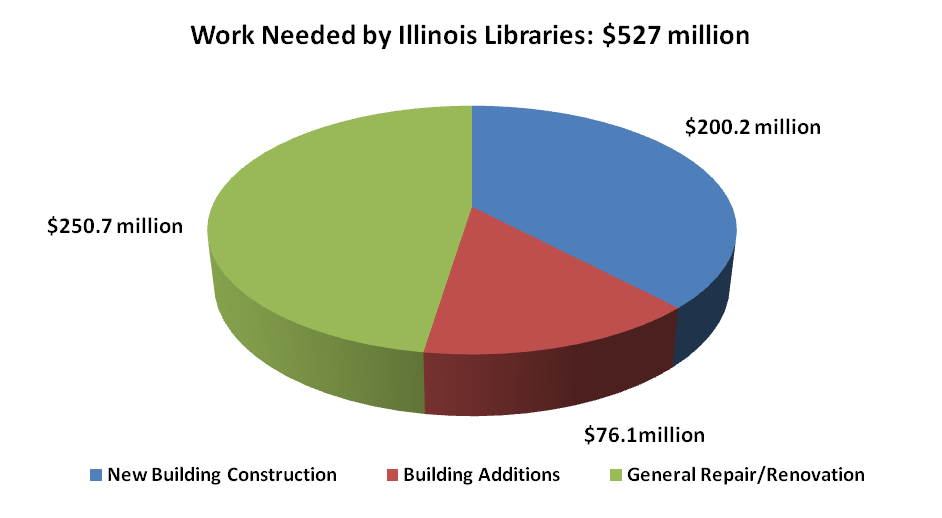 Work Needed by Illinois Libraries: $527 million
$200.2 million
$250.7 million
$76.1million
New Building Construction
Building Additions
General Repair/Renovation